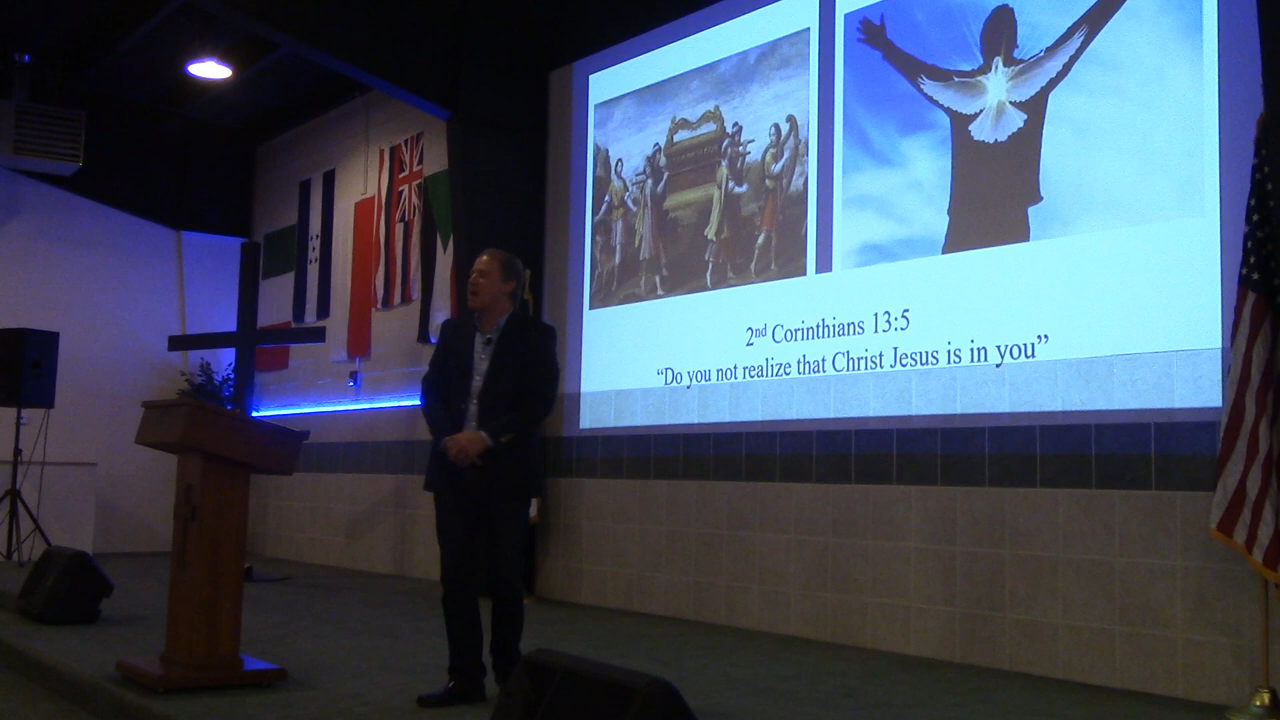 2nd Corinthians 13:5
“Do you not realize that Christ Jesus is in you”